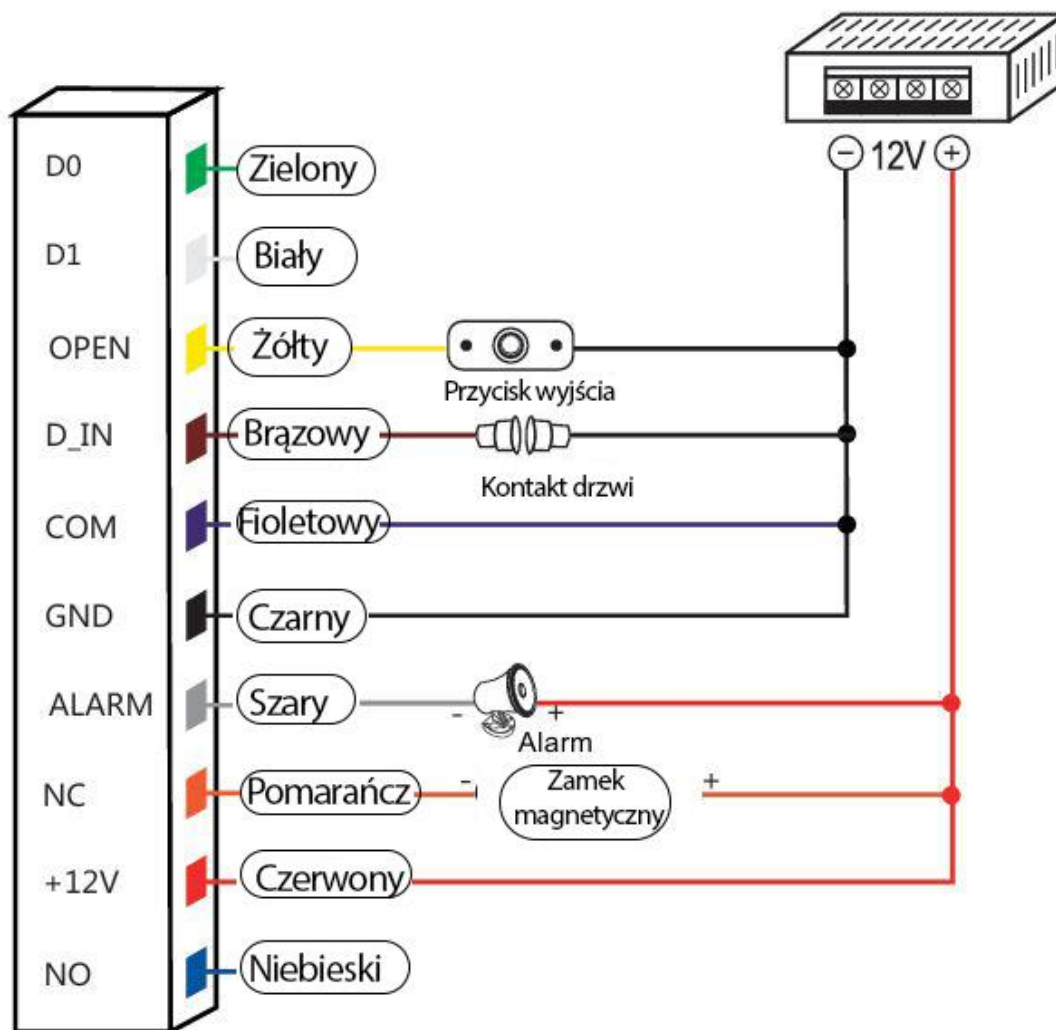 − 12V +
D0
Zielony
D1
Biały
OPEN
Żółty
Przycisk wyjścia
D_IN
Brązowy
Kontakt drzwi
COM
Fioletowy
GND
Czarny
ALARM
Szary
- +
Alarm
NC
Pomarańcz
- +
Zamek
magnetyczny
+12V
Czerwony
NO
Niebieski